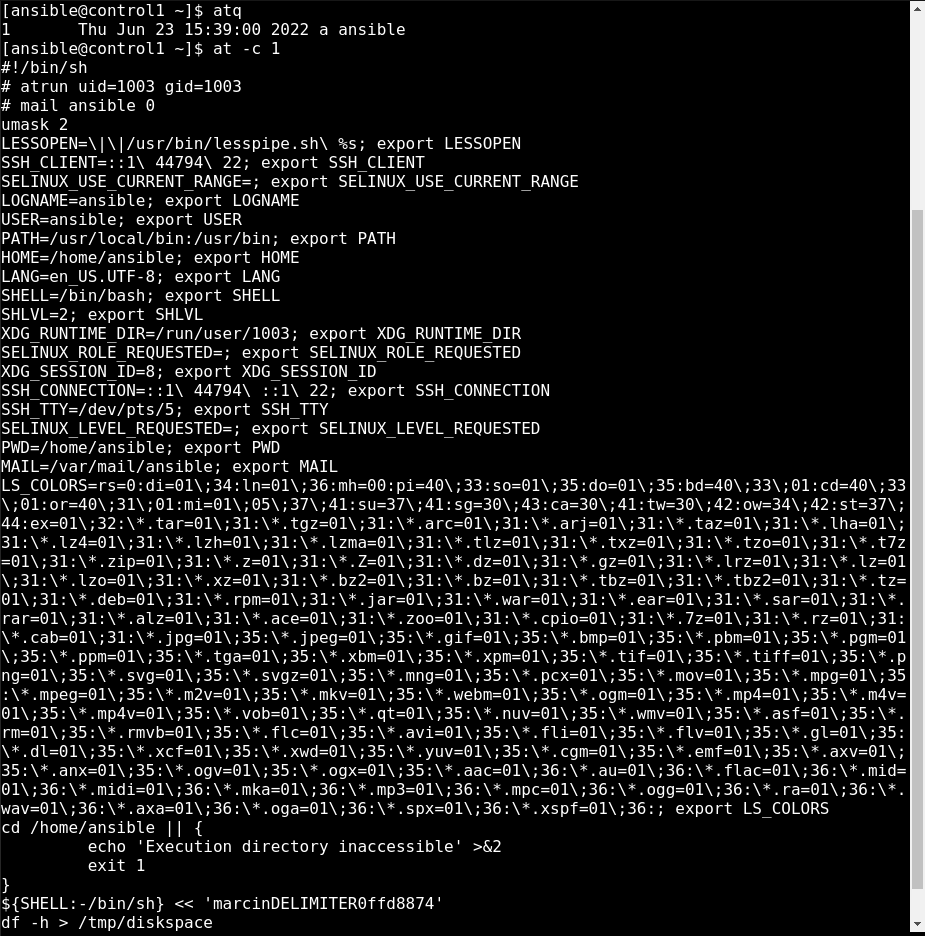 [ansible@control1 ~]$ atq
1       Thu Jun 23 15:39:00 2022 a ansible
[ansible@control1 ~]$ at -c 1
#!/bin/sh
# atrun uid=1003 gid=1003
# mail ansible 0
umask 2
LESSOPEN=\|\|/usr/bin/lesspipe.sh\ %s; export LESSOPEN
SSH_CLIENT=::1\ 44794\ 22; export SSH_CLIENT
SELINUX_USE_CURRENT_RANGE=; export SELINUX_USE_CURRENT_RANGE
LOGNAME=ansible; export LOGNAME
USER=ansible; export USER
PATH=/usr/local/bin:/usr/bin; export PATH
HOME=/home/ansible; export HOME
LANG=en_US.UTF-8; export LANG
SHELL=/bin/bash; export SHELL
SHLVL=2; export SHLVL
XDG_RUNTIME_DIR=/run/user/1003; export XDG_RUNTIME_DIR
SELINUX_ROLE_REQUESTED=; export SELINUX_ROLE_REQUESTED
XDG_SESSION_ID=8; export XDG_SESSION_ID
SSH_CONNECTION=::1\ 44794\ ::1\ 22; export SSH_CONNECTION
SSH_TTY=/dev/pts/5; export SSH_TTY
SELINUX_LEVEL_REQUESTED=; export SELINUX_LEVEL_REQUESTED
PWD=/home/ansible; export PWD
MAIL=/var/mail/ansible; export MAIL
LS_COLORS=rs=0:di=01\;34:ln=01\;36:mh=00:pi=40\;33:so=01\;35:do=01\;35:bd=40\;33\;01:cd=40\;33
\;01:or=40\;31\;01:mi=01\;05\;37\;41:su=37\;41:sg=30\;43:ca=30\;41:tw=30\;42:ow=34\;42:st=37\;
44:ex=01\;32:\*.tar=01\;31:\*.tgz=01\;31:\*.arc=01\;31:\*.arj=01\;31:\*.taz=01\;31:\*.lha=01\;
31:\*.lz4=01\;31:\*.lzh=01\;31:\*.lzma=01\;31:\*.tlz=01\;31:\*.txz=01\;31:\*.tzo=01\;31:\*.t7z
=01\;31:\*.zip=01\;31:\*.z=01\;31:\*.Z=01\;31:\*.dz=01\;31:\*.gz=01\;31:\*.lrz=01\;31:\*.lz=01
\;31:\*.lzo=01\;31:\*.xz=01\;31:\*.bz2=01\;31:\*.bz=01\;31:\*.tbz=01\;31:\*.tbz2=01\;31:\*.tz=
01\;31:\*.deb=01\;31:\*.rpm=01\;31:\*.jar=01\;31:\*.war=01\;31:\*.ear=01\;31:\*.sar=01\;31:\*.
rar=01\;31:\*.alz=01\;31:\*.ace=01\;31:\*.zoo=01\;31:\*.cpio=01\;31:\*.7z=01\;31:\*.rz=01\;31:
\*.cab=01\;31:\*.jpg=01\;35:\*.jpeg=01\;35:\*.gif=01\;35:\*.bmp=01\;35:\*.pbm=01\;35:\*.pgm=01
\;35:\*.ppm=01\;35:\*.tga=01\;35:\*.xbm=01\;35:\*.xpm=01\;35:\*.tif=01\;35:\*.tiff=01\;35:\*.p
ng=01\;35:\*.svg=01\;35:\*.svgz=01\;35:\*.mng=01\;35:\*.pcx=01\;35:\*.mov=01\;35:\*.mpg=01\;35
:\*.mpeg=01\;35:\*.m2v=01\;35:\*.mkv=01\;35:\*.webm=01\;35:\*.ogm=01\;35:\*.mp4=01\;35:\*.m4v=
01\;35:\*.mp4v=01\;35:\*.vob=01\;35:\*.qt=01\;35:\*.nuv=01\;35:\*.wmv=01\;35:\*.asf=01\;35:\*.
rm=01\;35:\*.rmvb=01\;35:\*.flc=01\;35:\*.avi=01\;35:\*.fli=01\;35:\*.flv=01\;35:\*.gl=01\;35:
\*.dl=01\;35:\*.xcf=01\;35:\*.xwd=01\;35:\*.yuv=01\;35:\*.cgm=01\;35:\*.emf=01\;35:\*.axv=01\;
35:\*.anx=01\;35:\*.ogv=01\;35:\*.ogx=01\;35:\*.aac=01\;36:\*.au=01\;36:\*.flac=01\;36:\*.mid=
01\;36:\*.midi=01\;36:\*.mka=01\;36:\*.mp3=01\;36:\*.mpc=01\;36:\*.ogg=01\;36:\*.ra=01\;36:\*.
wav=01\;36:\*.axa=01\;36:\*.oga=01\;36:\*.spx=01\;36:\*.xspf=01\;36:; export LS_COLORS
cd /home/ansible || {
         echo 'Execution directory inaccessible' >&2
         exit 1
}
${SHELL:-/bin/sh} << 'marcinDELIMITER0ffd8874'
df -h > /tmp/diskspace